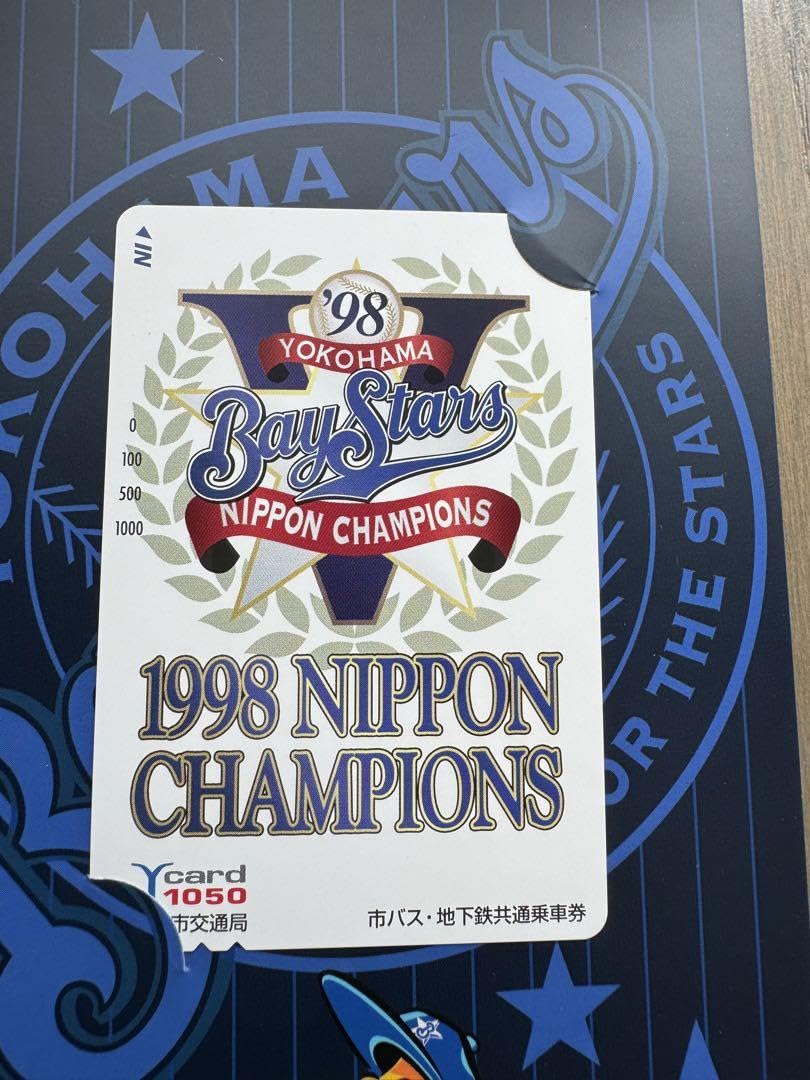 YOKOHAMA
FOR THE STARS
IN
'98
YOKOHAMA
BayStars
NIPPON CHAMPIONS
0
100
500
1000
1998 NIPPON
CHAMPIONS
Ycard
1050
市交通局
市バス・地下鉄共通乗車券